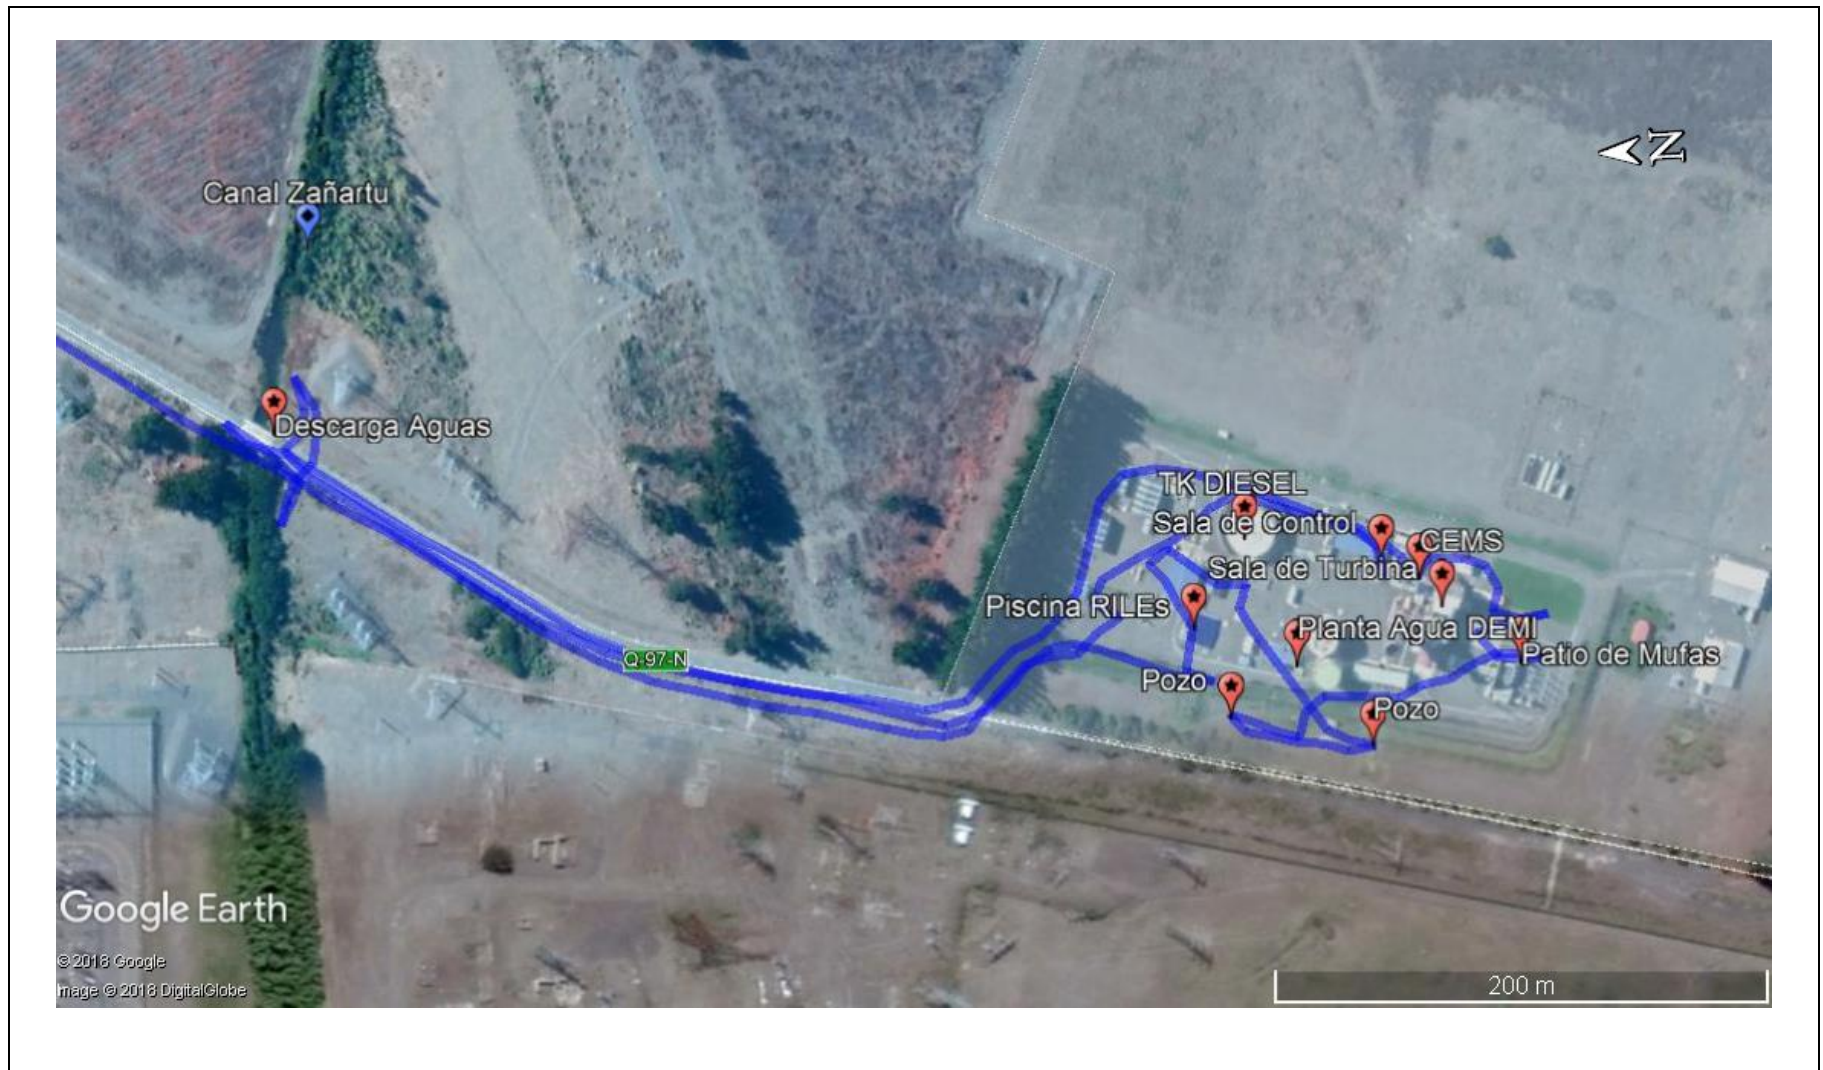 N
Canal Zañartu
Descarga Aguas
TK DIESEL
Sala de Control
CEMS
Sala de Turbina
Piscina RILEs
Planta Agua DEMI
Patio de Mufas
Q-97-N
Pozo
Pozo
Google Earth
© 2018 Google
mage © 2018 DigitalGlobe
200 m